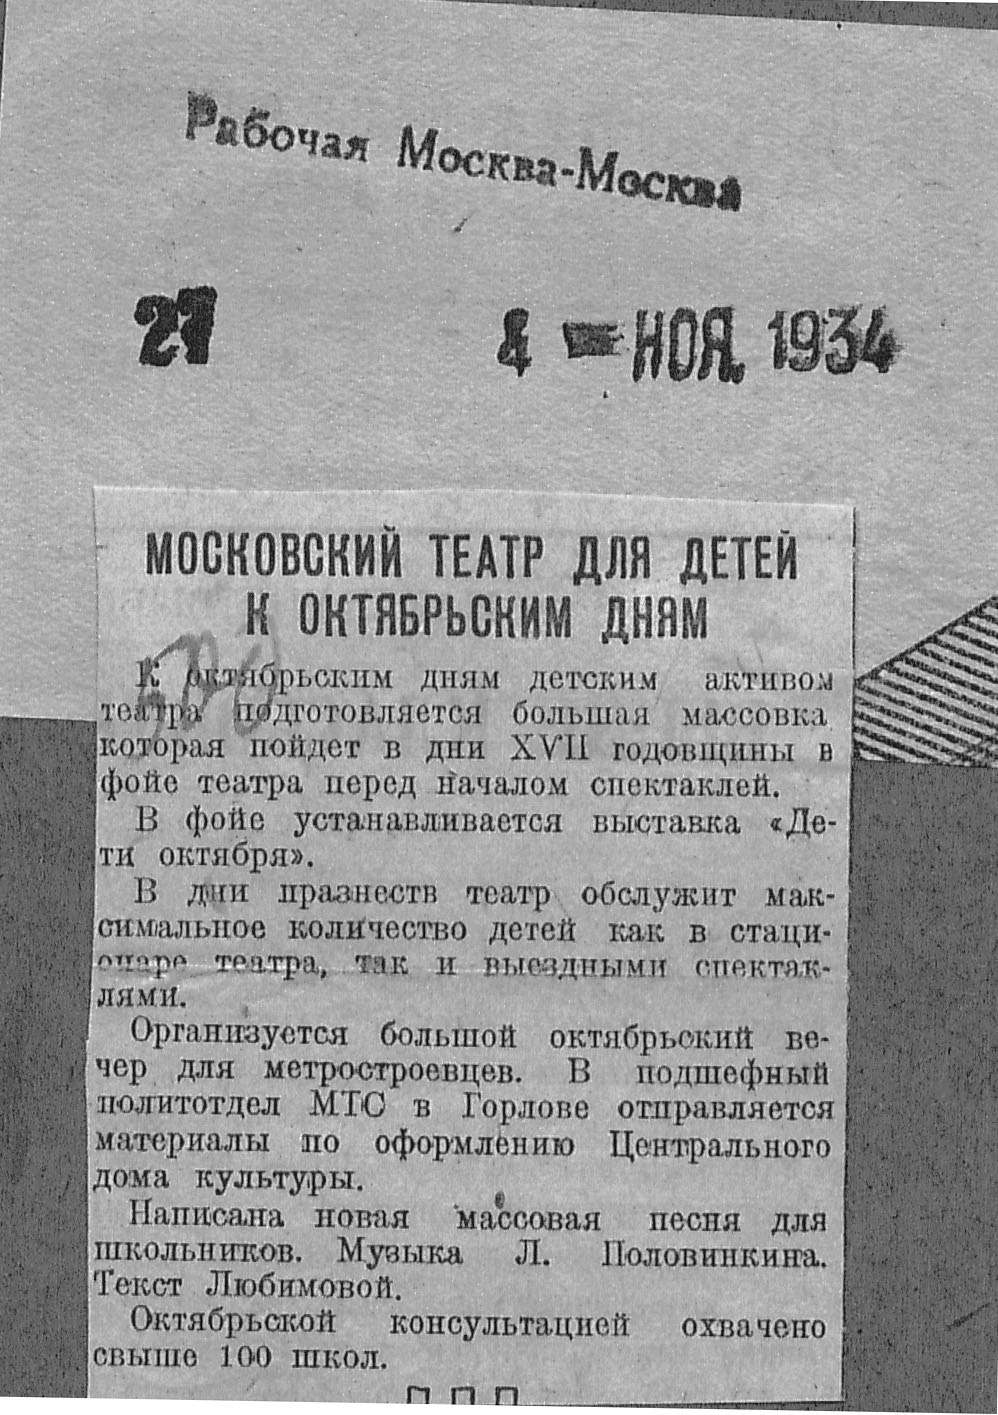 Рабочая Москва-Москва
27 4 - НОЯ. 1934
МОСКОВСКИЙ ТЕАТР ДЛЯ ДЕТЕЙ
К ОКТЯБРЬСКИМ ДНЯМ
К октябрьским дням детским активом
театра подготовляется большая массовка
которая пойдет в дни XVII годовщины в
фойе театра перед началом спектаклей.
В фойе устанавливается выставка «Де-
ти октября».
В дни празнеств театр обслужит мак-
симальное количество детей как в стаци-
онаре театра, так и выездными спектак-
лями.
Организуется большой октябрьский ве-
чер для метростроевцев. В подшефный
политотдел МТС в Горлове отправляется
материалы по оформлению Центрального
дома культуры.
Написана новая массовая песня для
школьников. Музыка Л. Половинкина.
Текст Любимовой.
Октябрьской консультацией охвачено
свыше 100 школ.